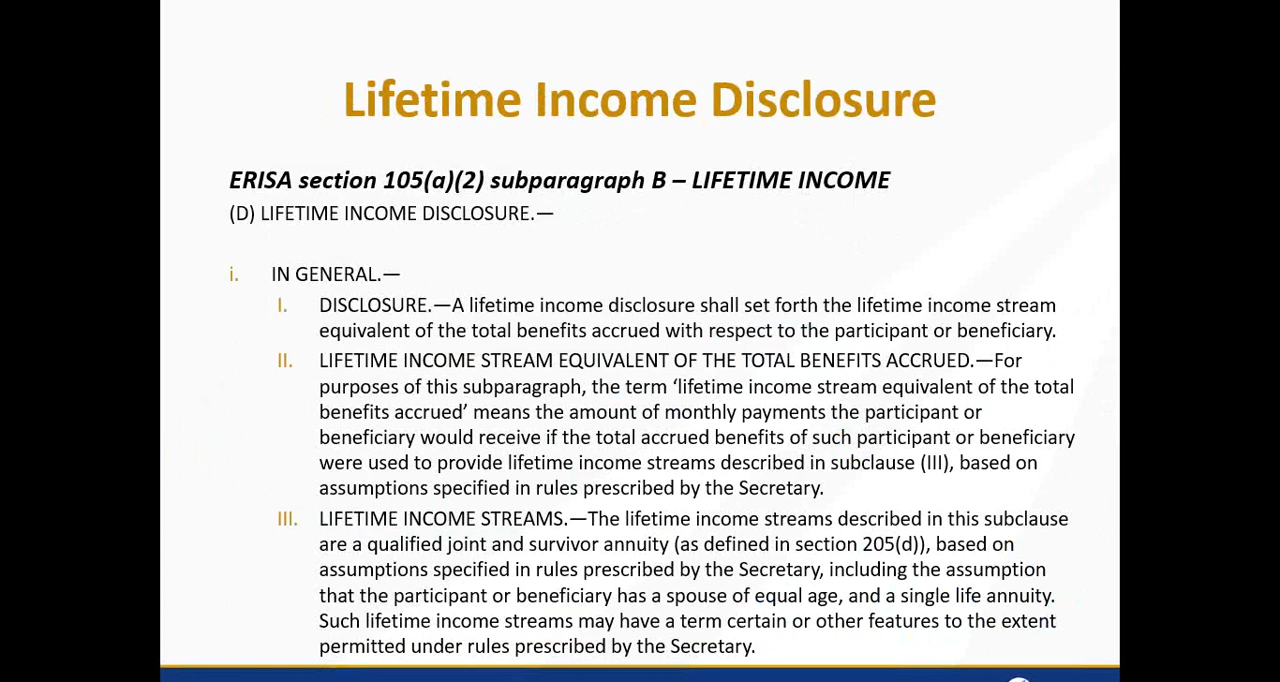 Lifetime Income Disclosure
ERISA section 105(a)(2) subparagraph B – LIFETIME INCOME
(D) LIFETIME INCOME DISCLOSURE.—
i. IN GENERAL.—
I. DISCLOSURE.—A lifetime income disclosure shall set forth the lifetime income stream
equivalent of the total benefits accrued with respect to the participant or beneficiary.
II. LIFETIME INCOME STREAM EQUIVALENT OF THE TOTAL BENEFITS ACCRUED.—For
purposes of this subparagraph, the term ‘lifetime income stream equivalent of the total
benefits accrued’ means the amount of monthly payments the participant or
beneficiary would receive if the total accrued benefits of such participant or beneficiary
were used to provide lifetime income streams described in subclause (III), based on
assumptions specified in rules prescribed by the Secretary.
III. LIFETIME INCOME STREAMS.—The lifetime income streams described in this subclause
are a qualified joint and survivor annuity (as defined in section 205(d)), based on
assumptions specified in rules prescribed by the Secretary, including the assumption
that the participant or beneficiary has a spouse of equal age, and a single life annuity.
Such lifetime income streams may have a term certain or other features to the extent
permitted under rules prescribed by the Secretary.